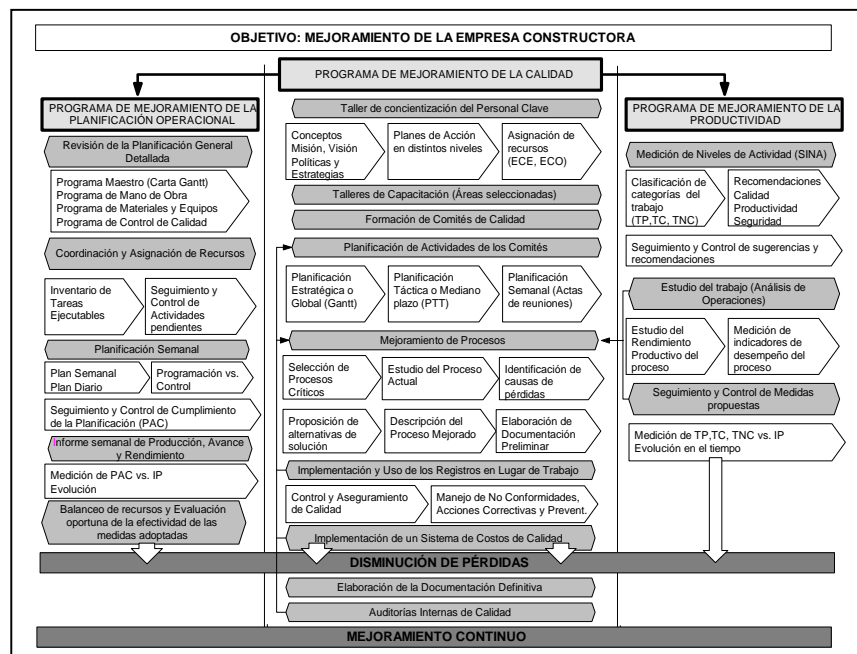 OBJETIVO: MEJORAMIENTO DE LA EMPRESA CONSTRUCTORA
PROGRAMA DE MEJORAMIENTO DE LA
PLANIFICACIÓN OPERACIONAL
Revisión de la Planificación General
Detallada
Programa Maestro (Carta Gantt)
Programa de Mano de Obra
Programa de Materiales y Equipos
Programa de Control de Calidad
Coordinación y Asignación de Recursos
Inventario de
Tareas
Ejecutables
Seguimiento y
Control de
Actividades
pendientes
Planificación Semanal
Plan Semanal
Plan Diario
Programación vs.
Control
Seguimiento y Control de Cumplimiento
de la Planificación (PAC)
Informe semanal de Producción, Avance
y Rendimiento
Medición de PAC vs. IP
Evolución
Balanceo de recursos y Evaluación
oportuna de la efectividad de las
medidas adoptadas
PROGRAMA DE MEJORAMIENTO DE LA CALIDAD
Taller de concientización del Personal Clave
Conceptos
Misión, Visión
Políticas y
Estrategias
Planes de Acción
en distintos niveles
Asignación de
recursos
(ECE, ECO)
Talleres de Capacitación (Áreas seleccionadas)
Formación de Comités de Calidad
Planificación de Actividades de los Comités
Planificación
Estratégica o
Global (Gantt)
Planificación
Táctica o Mediano
plazo (PTT)
Planificación
Semanal (Actas
de reuniones)
Mejoramiento de Procesos
Selección de
Procesos
Críticos
Estudio del Proceso
Actual
Identificación de
causas de
pérdidas
Proposición de
alternativas de
solución
Descripción del
Proceso Mejorado
Elaboración de
Documentación
Preliminar
Implementación y Uso de los Registros en Lugar de Trabajo
Control y Aseguramiento
de Calidad
Manejo de No Conformidades,
Acciones Correctivas y Prevent.
Implementación de un Sistema de Costos de Calidad
PROGRAMA DE MEJORAMIENTO DE LA
PRODUCTIVIDAD
Medición de Niveles de Actividad (SINA)
Clasificación de
categorías del
trabajo
(TP,TC, TNC)
Recomendaciones
Calidad
Productividad
Seguridad
Seguimiento y Control de sugerencias y
recomendaciones
Estudio del trabajo (Análisis de
Operaciones)
Estudio del
Rendimiento
Productivo del
proceso
Medición de
indicadores de
desempeño del
proceso
Seguimiento y Control de Medidas
propuestas
Medición de TP,TC, TNC vs. IP
Evolución en el tiempo
DISMINUCIÓN DE PÉRDIDAS
Elaboración de la Documentación Definitiva
Auditorías Internas de Calidad
MEJORAMIENTO CONTINUO